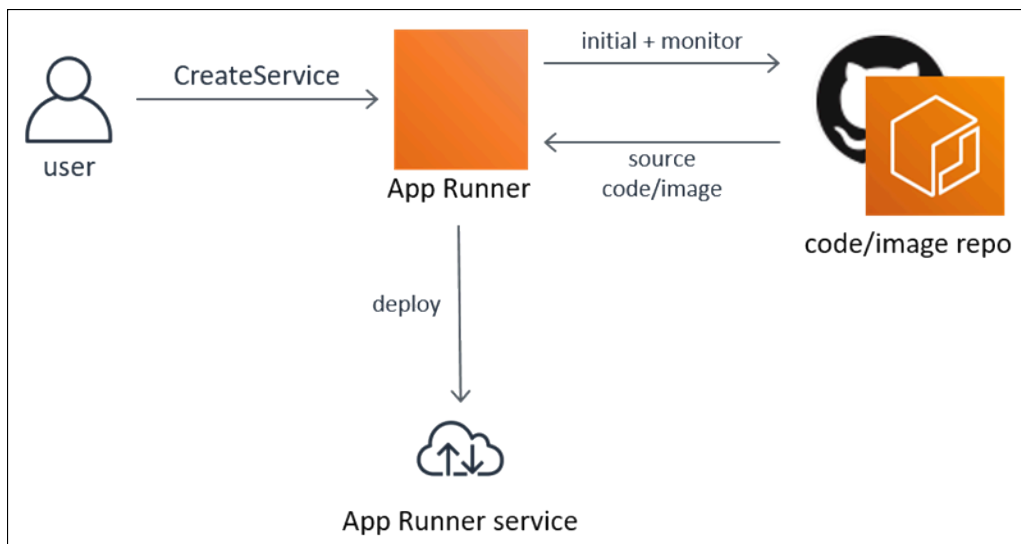 CreateService
initial + monitor
user
App Runner
source
code/image
code/image repo
deploy
App Runner service